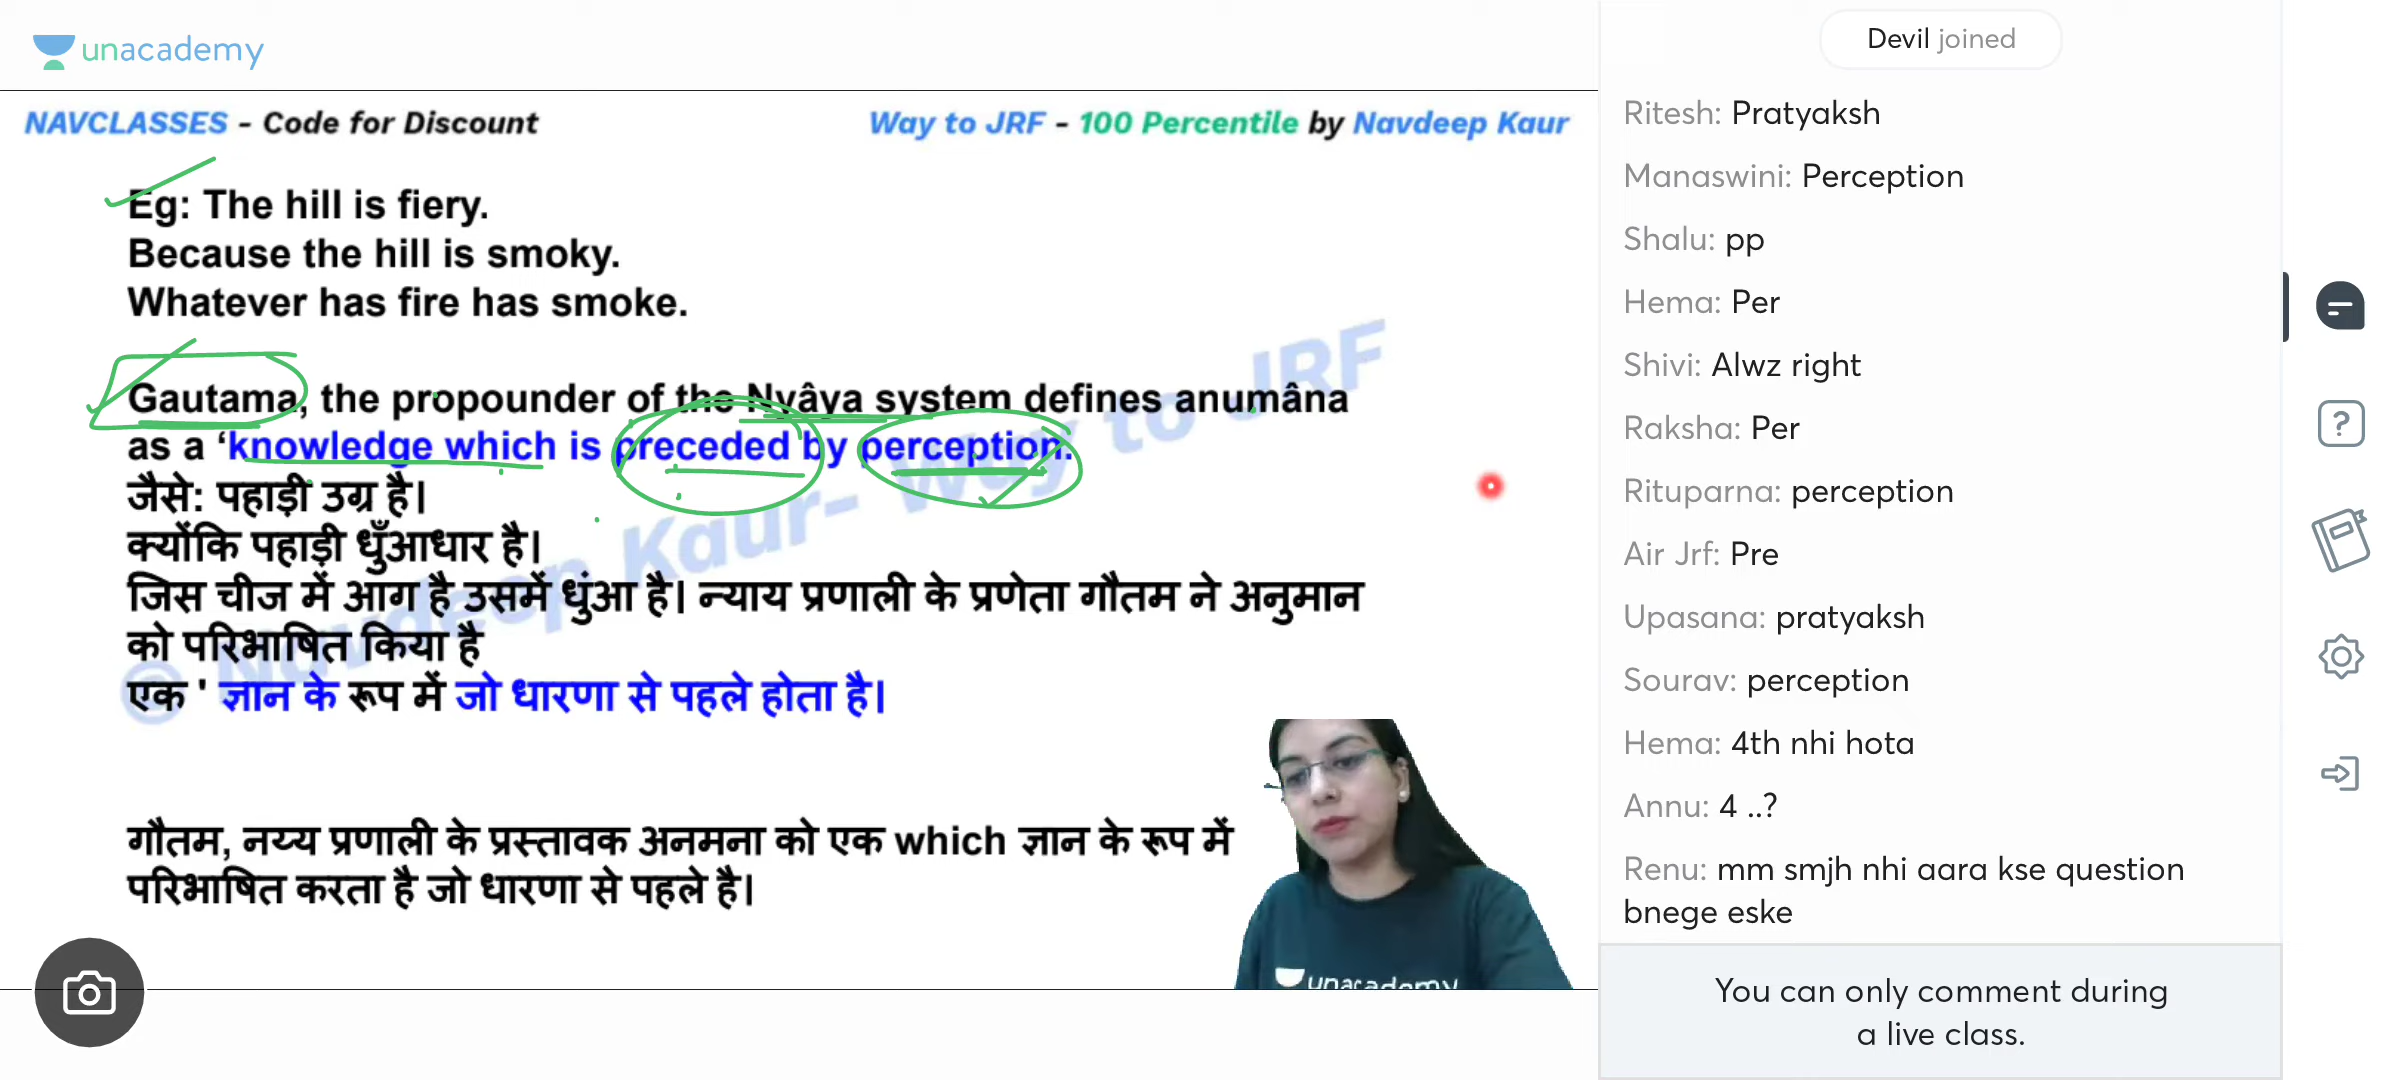 unacademy
NAVCLASSES - Code for Discount
Way to JRF - 100 Percentile by Navdeep Kaur
Eg: The hill is fiery.
Because the hill is smoky.
Whatever has fire has smoke.
Gautama, the propounder of the Nyâya system defines anumâna
as a ‘knowledge which is preceded by perception.
जैसे: पहाड़ी उग्र है।
क्योंकि पहाड़ी धुँआधार है।
जिस चीज में आग है उसमें धुंआ है। न्याय प्रणाली के प्रणेता गौतम ने अनुमान
को परिभाषित किया है
एक ' ज्ञान के रूप में जो धारणा से पहले होता है।
गौतम, नय्य प्रणाली के प्रस्तावक अनमना को एक which ज्ञान के रूप में
परिभाषित करता है जो धारणा से पहले है।
© Navdeep Kaur- Way to JRF
unacademy
Devil joined
Ritesh: Pratyaksh
Manaswini: Perception
Shalu: pp
Hema: Per
Shivi: Alwz right
Raksha: Per
Rituparna: perception
Air Jrf: Pre
Upasana: pratyaksh
Sourav: perception
Hema: 4th nhi hota
Annu: 4 ..?
Renu: mm smjh nhi aara kse question
bnege eske
You can only comment during
a live class.
?